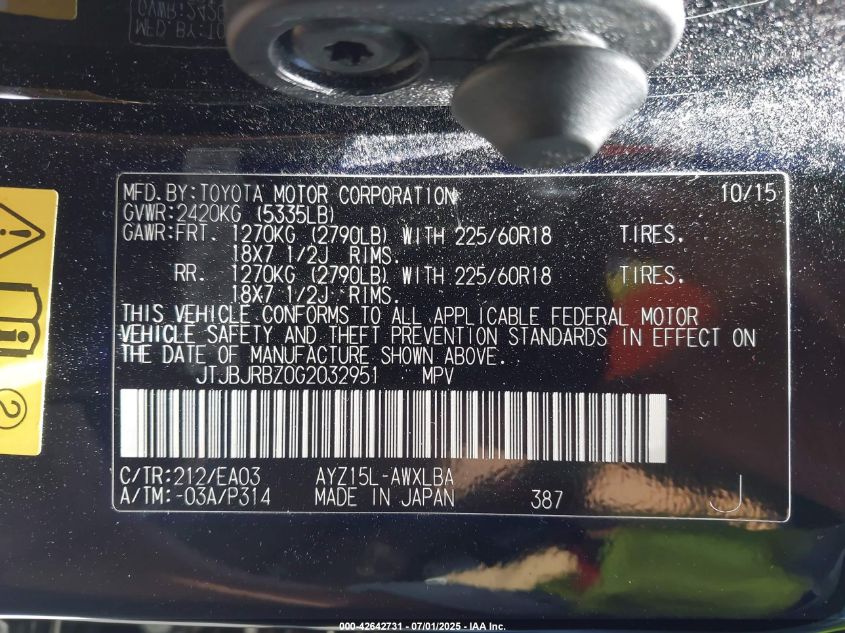 MFD.BY:TOYOTA MOTOR CORPORATION 10/15
GVWR:2420KG (5335LB)
GAWR:FRT. 1270KG (2790LB) WITH 225/60R18 TIRES.
18X7 1/2J RIMS.
RR. 1270KG (2790LB) WITH 225/60R18 TIRES.
18X7 1/2J RIMS.
THIS VEHICLE CONFORMS TO ALL APPLICABLE FEDERAL MOTOR
VEHICLE SAFETY AND THEFT PREVENTION STANDARDS IN EFFECT ON
THE DATE OF MANUFACTURE SHOWN ABOVE.
JTJBJRBZ0G2032951 MPV
C/TR:212/EA03 AYZ15L-AWXLBA
A/TM:-03A/P314 MADE IN JAPAN 387 J
2
000-42642731 - 07/01/2025 - IAA Inc.